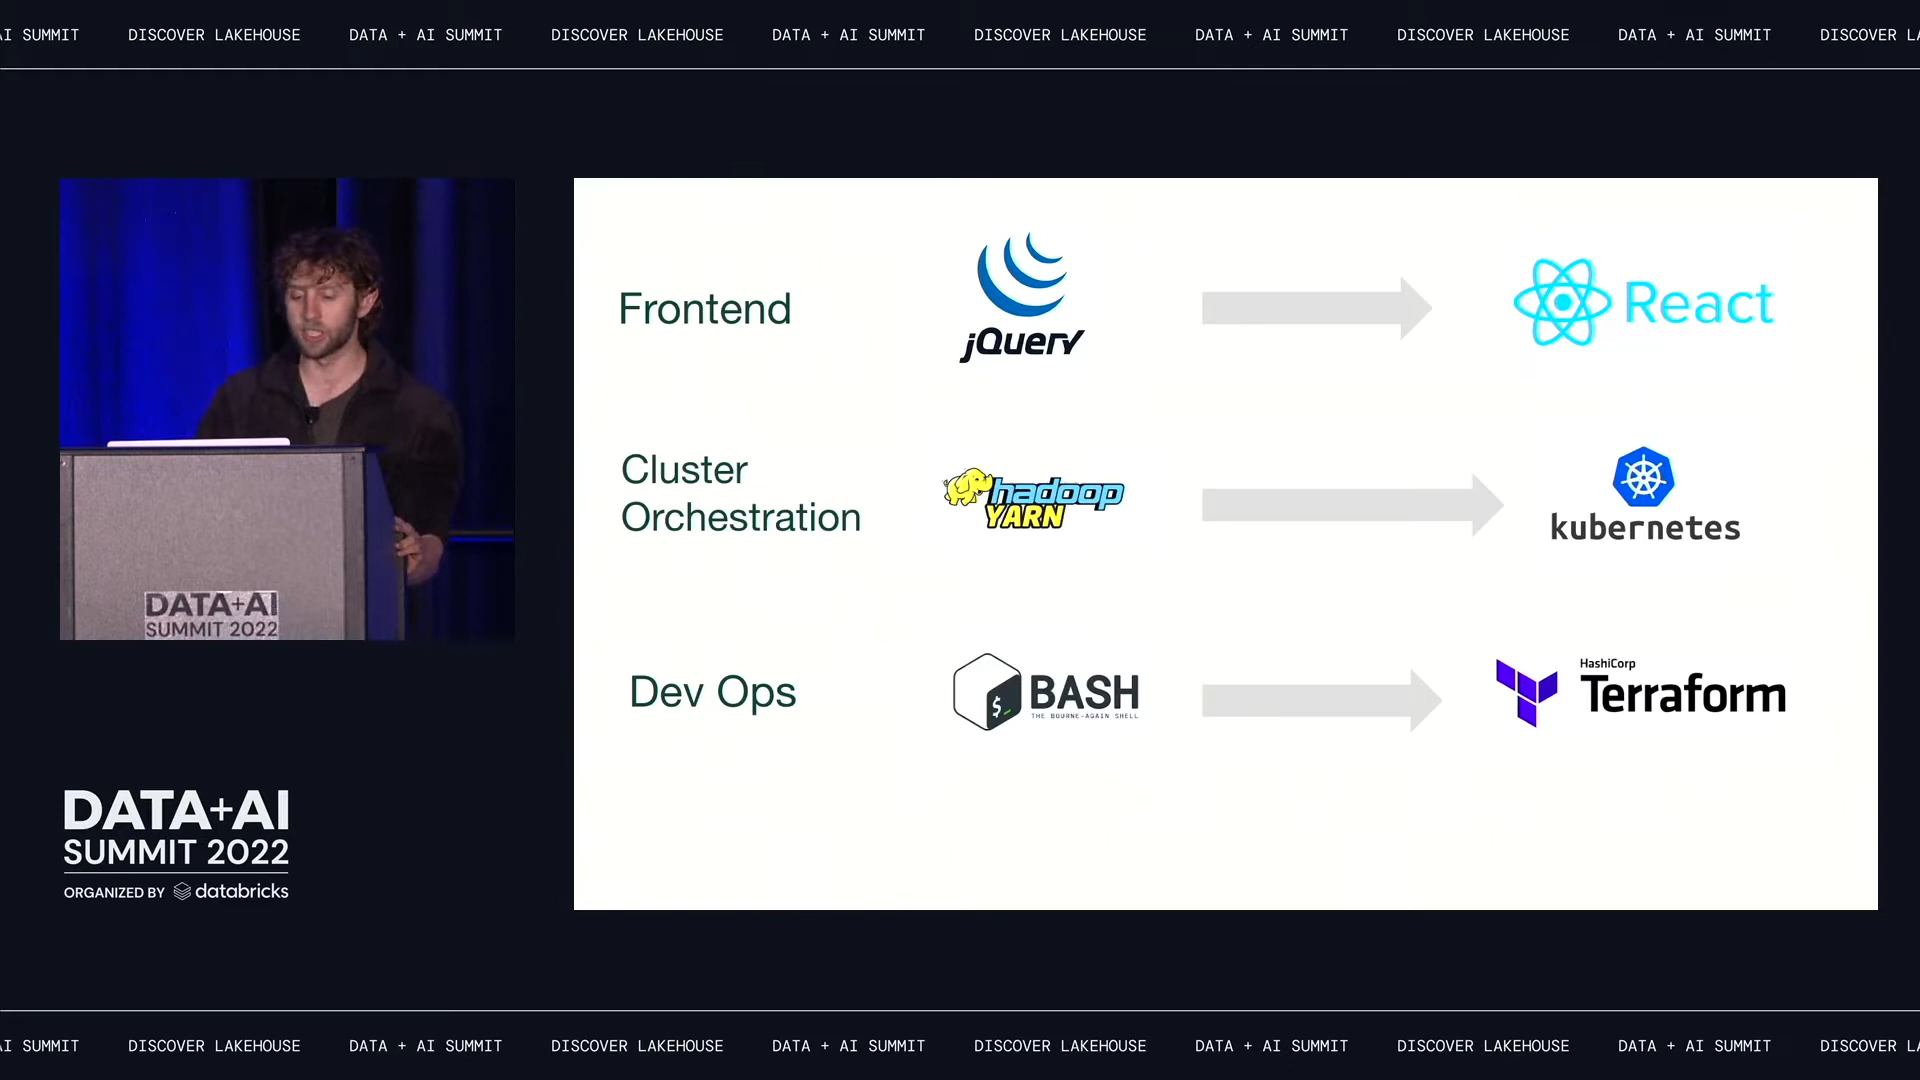 AI SUMMIT DISCOVER LAKEHOUSE DATA + AI SUMMIT DISCOVER LAKEHOUSE DATA + AI SUMMIT DISCOVER LAKEHOUSE DATA + AI SUMMIT DISCOVER LAKEHOUSE DATA + AI SUMMIT DISCOVER LA
Frontend
jQuery
React
Cluster
Orchestration
hadoop
YARN
kubernetes
Dev Ops
$_
BASH
THE BOURNE-AGAIN SHELL
HashiCorp
Terraform
DATA+AI
SUMMIT 2022
DATA+AI
SUMMIT 2022
ORGANIZED BY databricks
AI SUMMIT DISCOVER LAKEHOUSE DATA + AI SUMMIT DISCOVER LAKEHOUSE DATA + AI SUMMIT DISCOVER LAKEHOUSE DATA + AI SUMMIT DISCOVER LAKEHOUSE DATA + AI SUMMIT DISCOVER LA